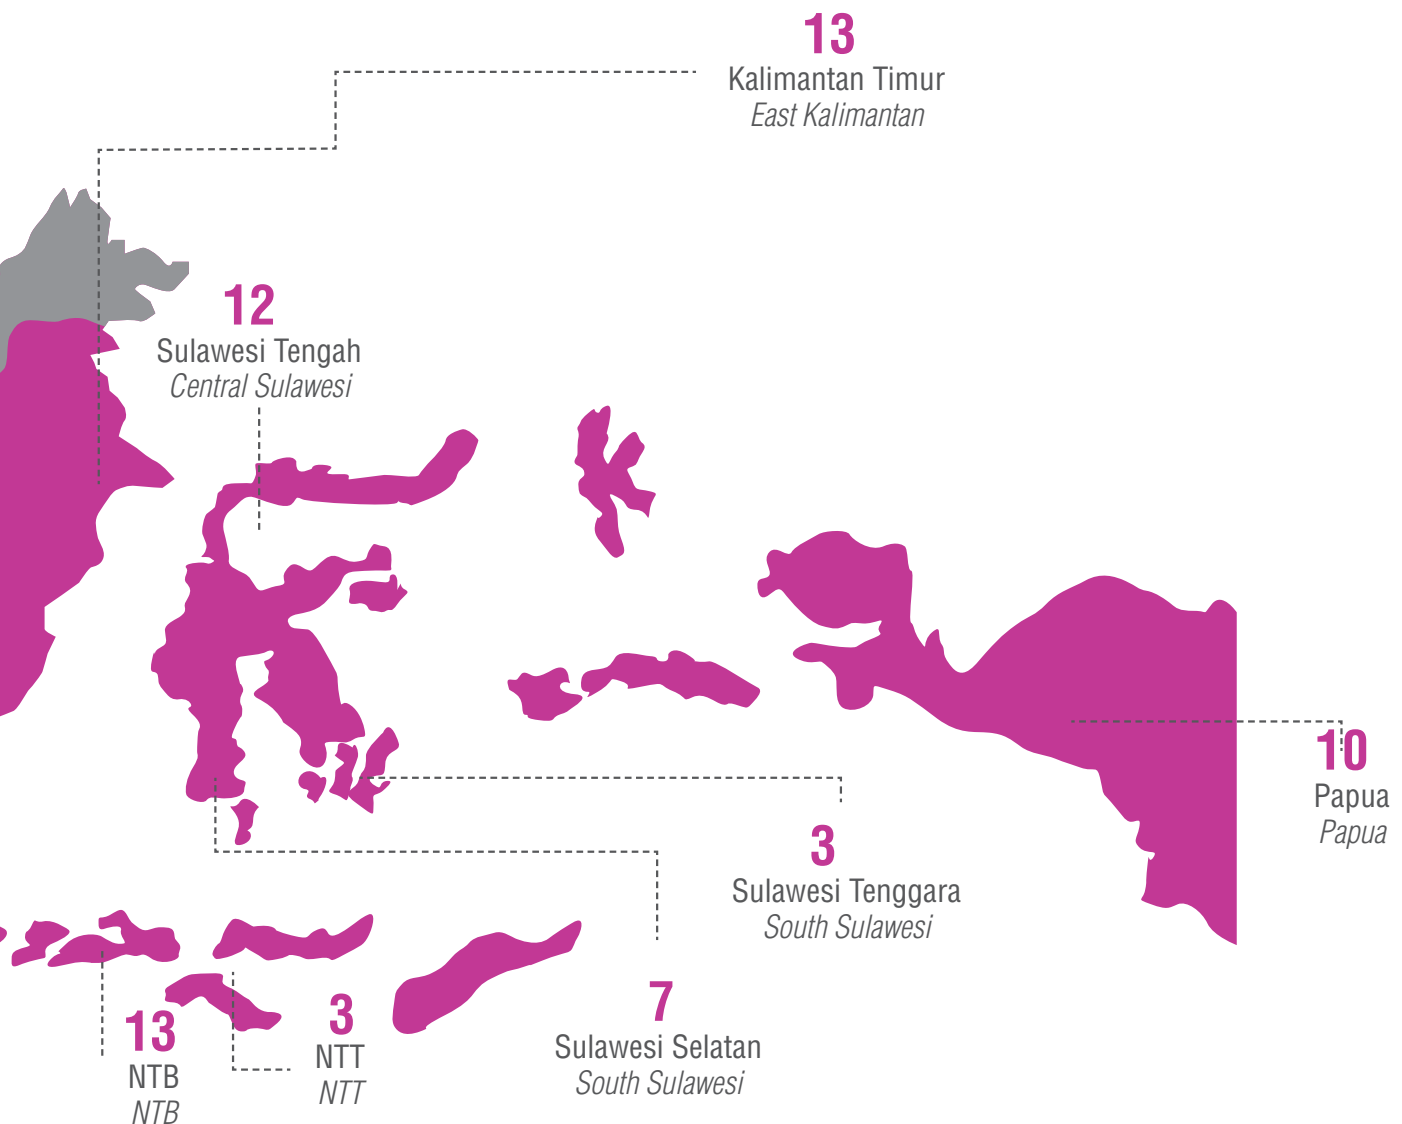 13
Kalimantan Timur
East Kalimantan
12
Sulawesi Tengah
Central Sulawesi
10
Papua
Papua
3
Sulawesi Tenggara
South Sulawesi
7
Sulawesi Selatan
South Sulawesi
3
NTT
NTT
13
NTB
NTB